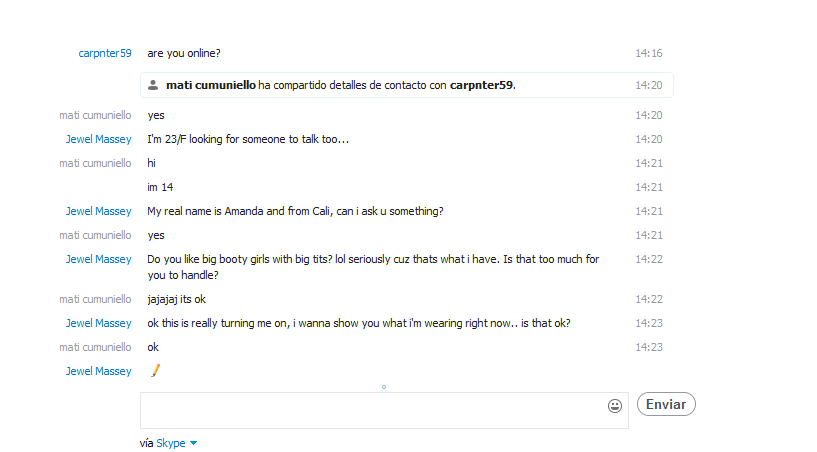 carpnter59 are you online? 14:16
mati cumuniello ha compartido detalles de contacto con carpnter59. 14:20
mati cumuniello yes 14:20
Jewel Massey I'm 23/F looking for someone to talk too... 14:20
mati cumuniello hi 14:21
im 14 14:21
Jewel Massey My real name is Amanda and from Cali, can i ask u something? 14:21
mati cumuniello yes 14:21
Jewel Massey Do you like big booty girls with big tits? lol seriously cuz thats what i have. Is that too much for 14:22
you to handle?
mati cumuniello jajajaj its ok 14:22
Jewel Massey ok this is really turning me on, i wanna show you what i'm wearing right now.. is that ok? 14:23
mati cumuniello ok 14:23
Jewel Massey
Enviar
vía Skype